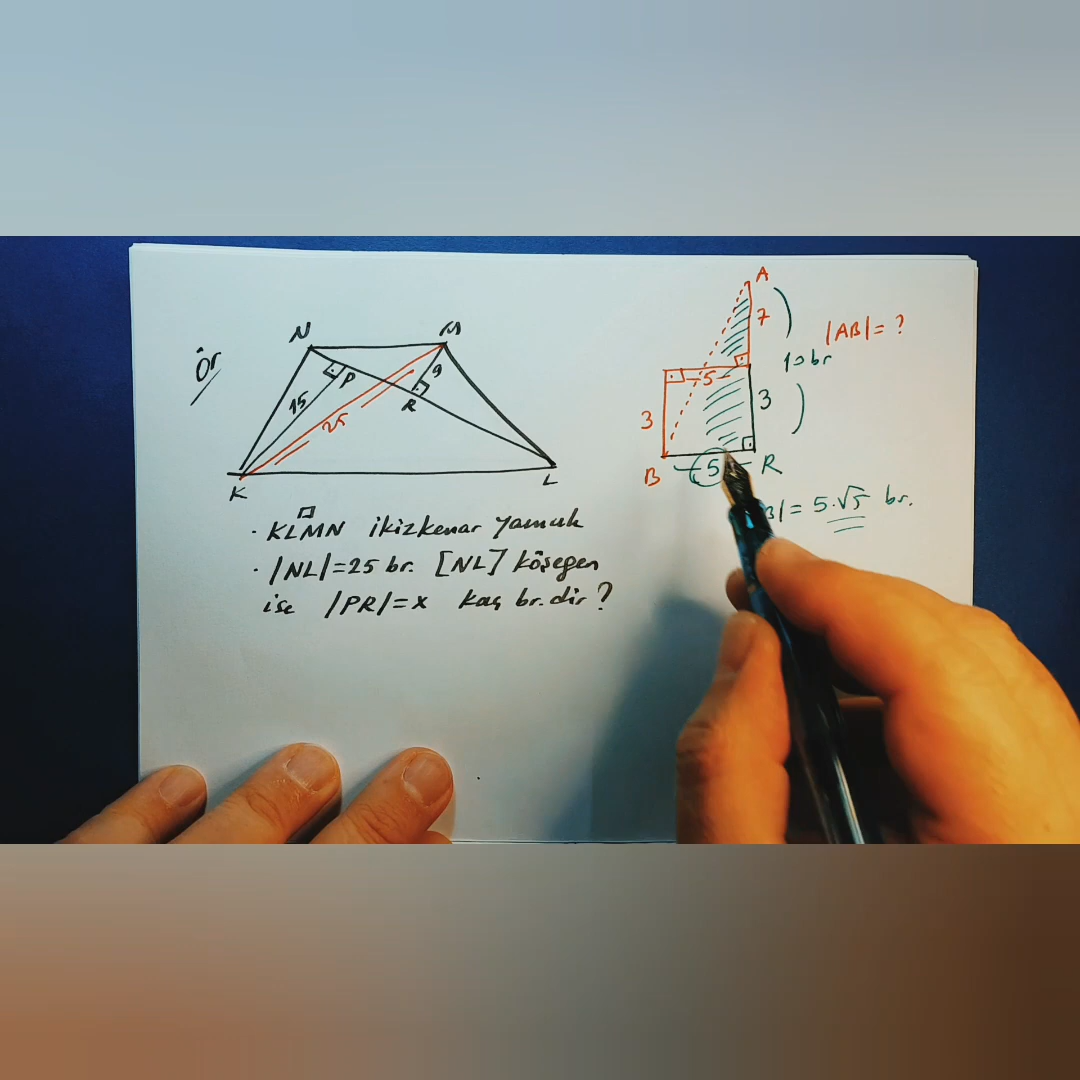 Ör
N
M
15
P
25
9
R
K
L
· KLMN ikizkenar yamuk
· |NL|=25 br. [NL] köşegen
ise |PR|=x kaç br.dir?
A
7
|AB|= ?
10 br
5
3
3
B
5
R
B|= 5.√5 br.